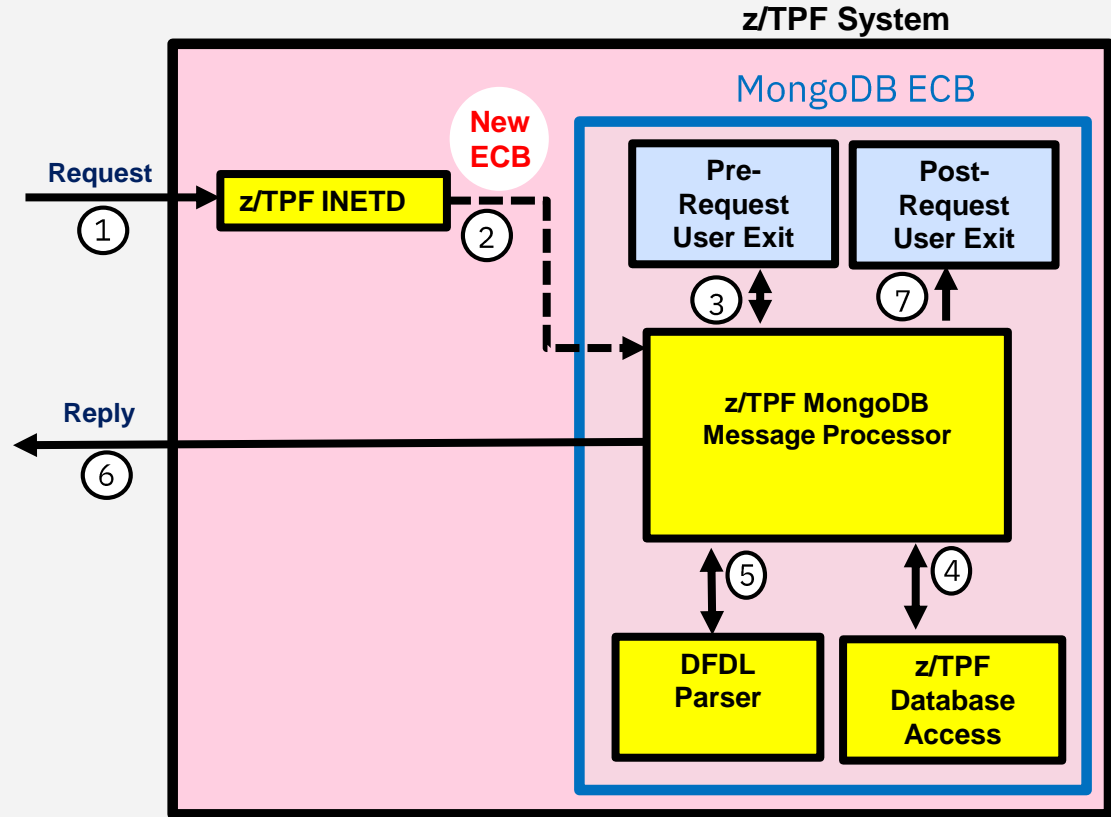 z/TPF System
MongoDB ECB
New
ECB
Request
1
z/TPF INETD
2
Pre-
Request
User Exit
Post-
Request
User Exit
3
7
z/TPF MongoDB
Message Processor
Reply
6
5
4
DFDL
Parser
z/TPF
Database
Access